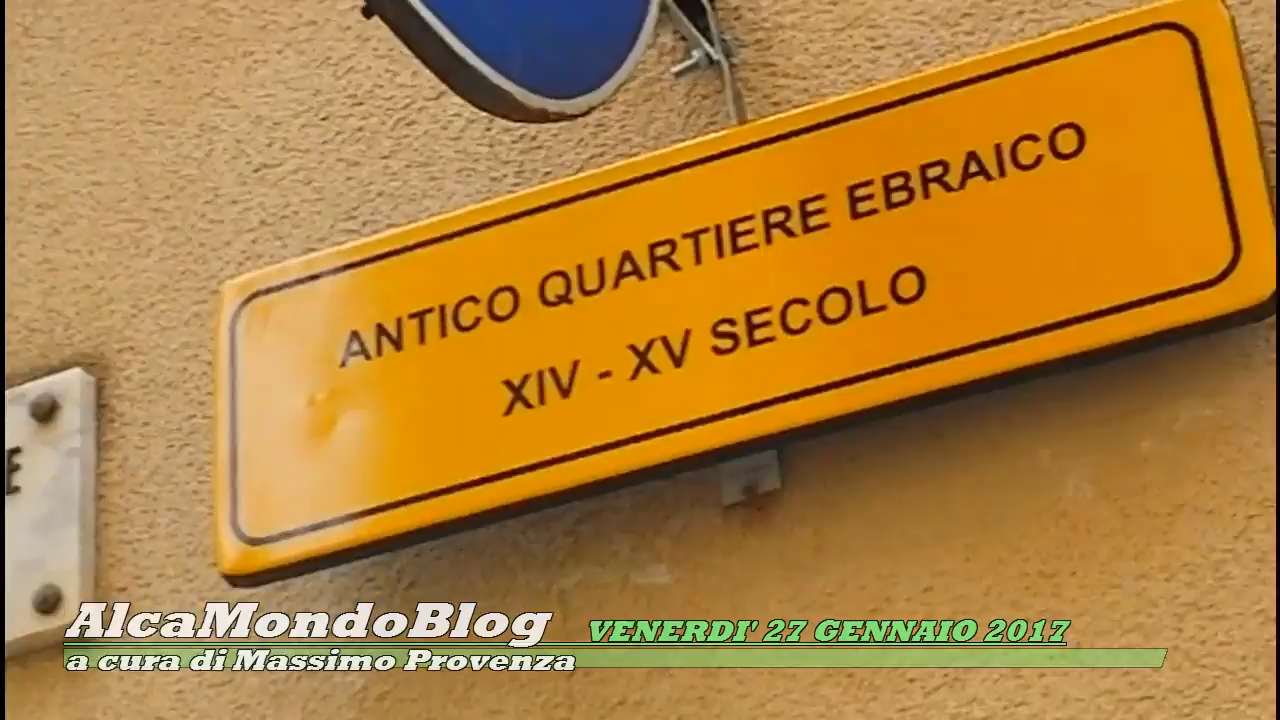 ANTICO QUARTIERE EBRAICO
XIV - XV SECOLO
E
AlcaMondoBlog
VENERDI' 27 GENNAIO 2017
a cura di Massimo Provenza